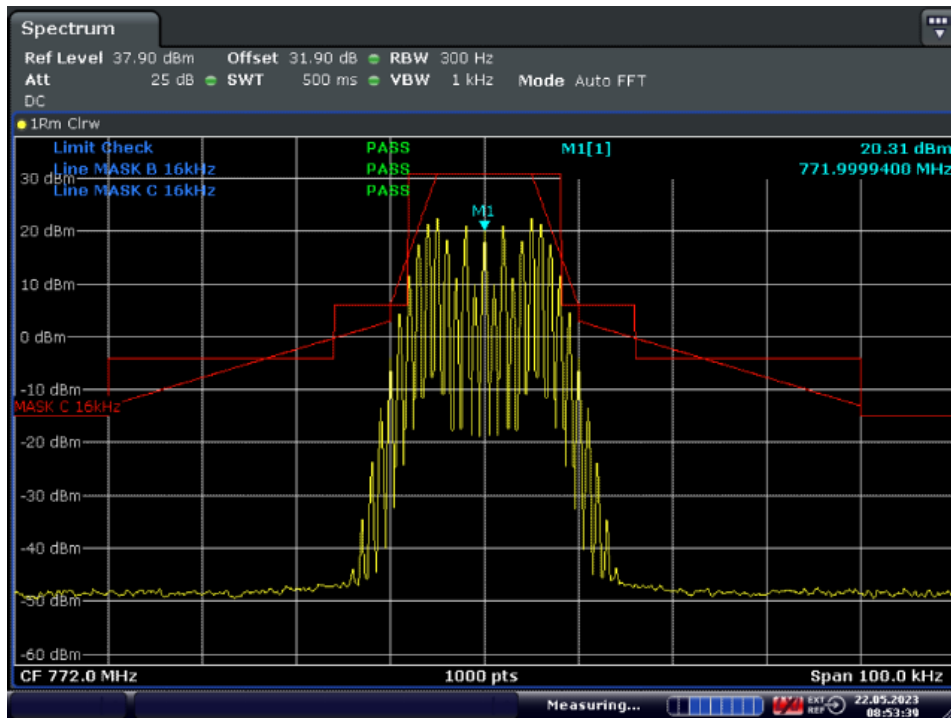 Spectrum
Ref Level 37.90 dBm Offset 31.90 dB RBW 300 Hz
Att 25 dB SWT 500 ms VBW 1 kHz Mode Auto FFT
DC
1Rm Clrw
Limit Check PASS M1[1] 20.31 dBm
Line MASK B 16kHz PASS 771.9999400 MHz
30 dBm
Line MASK C 16kHz PASS
M1
20 dBm
10 dBm
0 dBm
-10 dBm
MASK C 16kHz
-20 dBm
-30 dBm
-40 dBm
-50 dBm
-60 dBm
CF 772.0 MHz 1000 pts Span 100.0 kHz
Measuring... EXT REF 22.05.2023
08:53:39